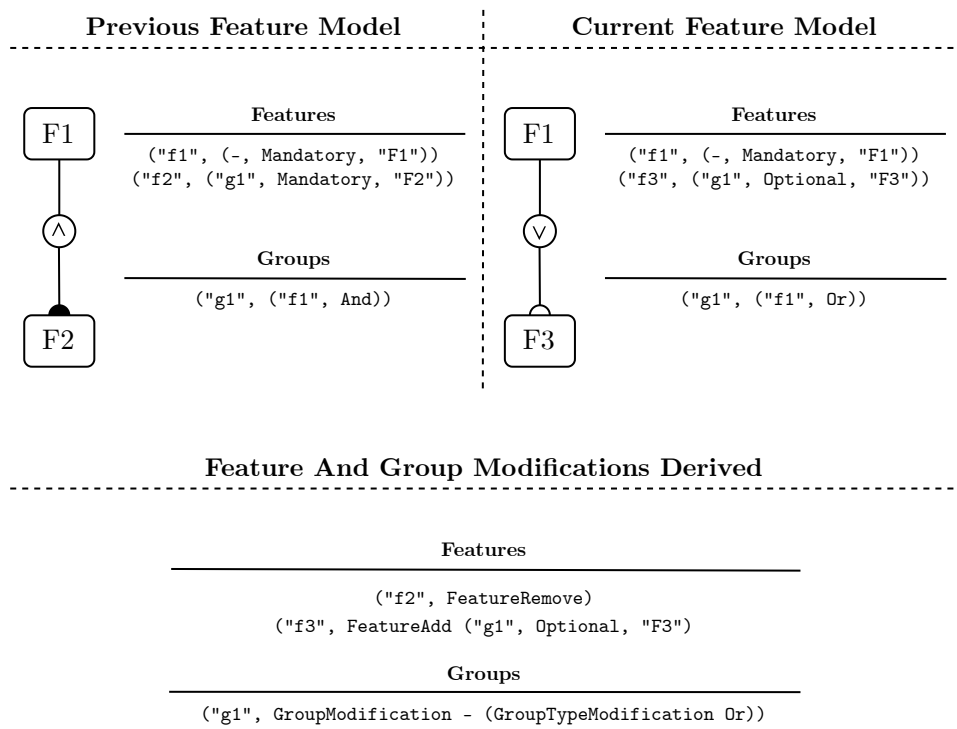 Previous Feature Model
Current Feature Model
F1
Features
("f1", (-, Mandatory, "F1"))
("f2", ("g1", Mandatory, "F2"))
∧
Groups
("g1", ("f1", And))
F2
F1
Features
("f1", (-, Mandatory, "F1"))
("f3", ("g1", Optional, "F3"))
∨
Groups
("g1", ("f1", Or))
F3
Feature And Group Modifications Derived
Features
("f2", FeatureRemove)
("f3", FeatureAdd ("g1", Optional, "F3")
Groups
("g1", GroupModification - (GroupTypeModification Or))